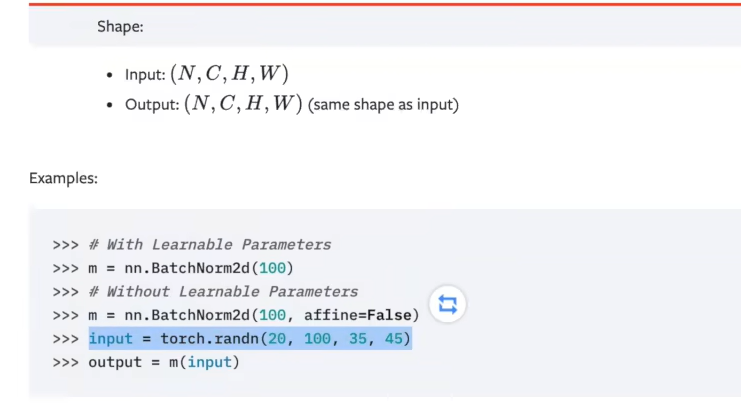 Shape:
• Input: (N, C, H, W)
• Output: (N, C, H, W) (same shape as input)
Examples:
>>> # With Learnable Parameters
>>> m = nn.BatchNorm2d(100)
>>> # Without Learnable Parameters
>>> m = nn.BatchNorm2d(100, affine=False)
>>> input = torch.randn(20, 100, 35, 45)
>>> output = m(input)